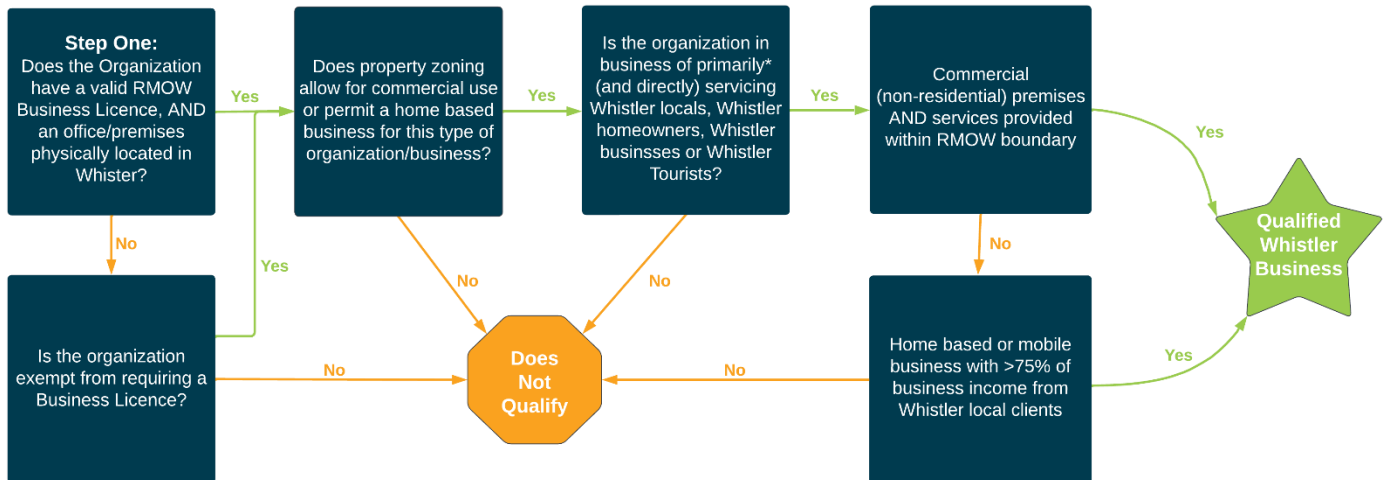 Step One:
Does the Organization
have a valid RMOW
Business Licence, AND
an office/premises
physically located in
Whister?
Yes
Does property zoning
allow for commercial use
or permit a home based
business for this type of
organization/business?
Yes
Is the organization in
business of primarily*
(and directly) servicing
Whistler locals, Whistler
homeowners, Whistler
businsses or Whistler
Tourists?
Yes
Commercial
(non-residential) premises
AND services provided
within RMOW boundary
Yes
Qualified
Whistler
Business
No
Yes
No
No
No
Is the organization
exempt from requiring a
Business Licence?
No
Does
Not
Qualify
No
Home based or mobile
business with >75% of
business income from
Whistler local clients
Yes